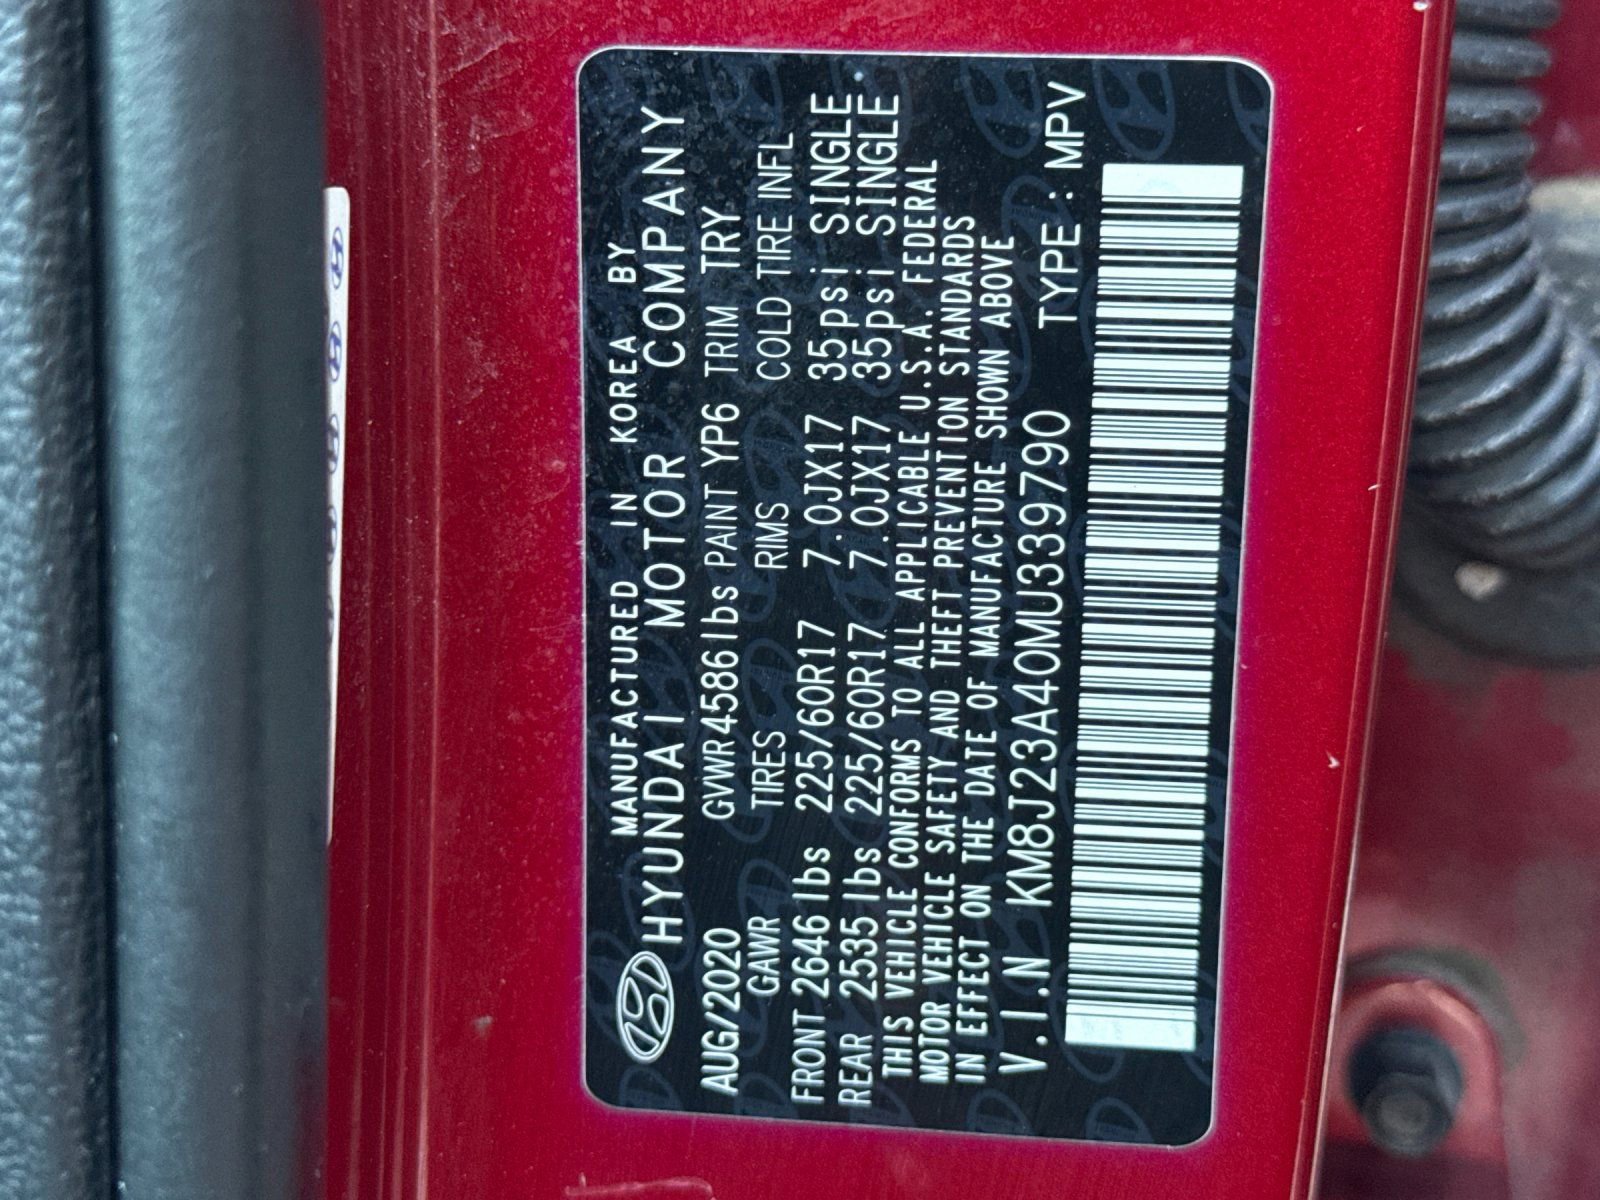 MANUFACTURED IN KOREA BY
HYUNDAI MOTOR COMPANY
AUG/2020 GVWR4586lbs PAINT YP6 TRIM TRY
GAWR TIRES RIMS COLD TIRE INFL
FRONT 2646 lbs 225/60R17 7.0JX17 35psi SINGLE
REAR 2535 lbs 225/60R17 7.0JX17 35psi SINGLE
THIS VEHICLE CONFORMS TO ALL APPLICABLE U.S.A. FEDERAL
MOTOR VEHICLE SAFETY AND THEFT PREVENTION STANDARDS
IN EFFECT ON THE DATE OF MANUFACTURE SHOWN ABOVE
V.I.N KM8J23A40MU339790 TYPE : MPV